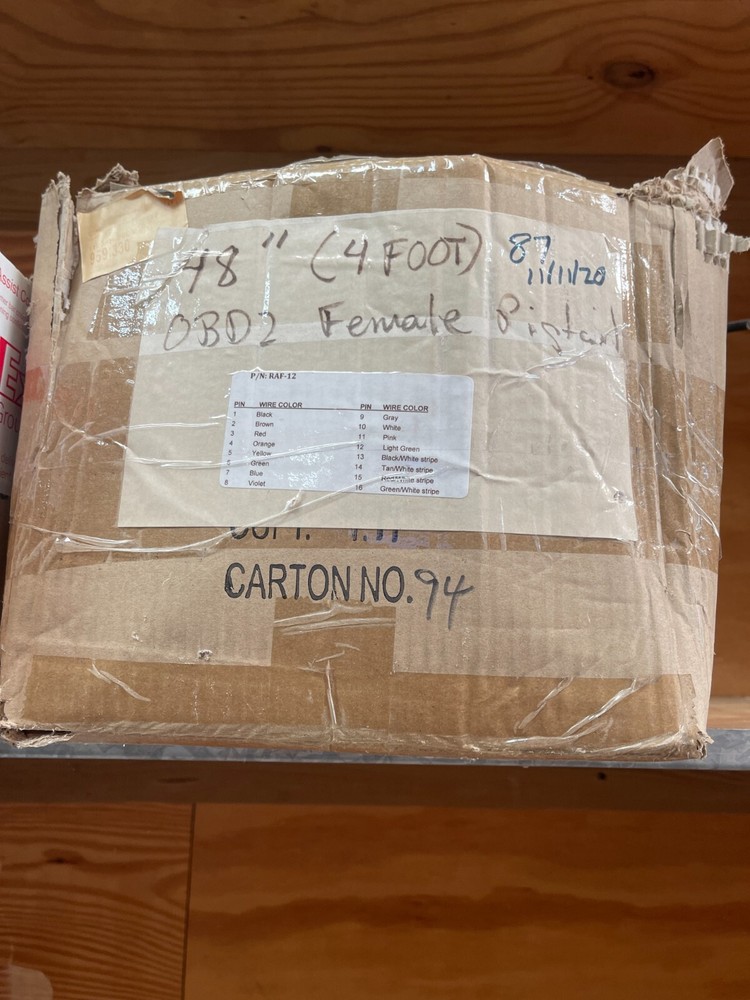 48" (4 FOOT) 87
11/11/20
OBD2 Female Pigtail
P/N: RAF-12
PIN WIRE COLOR PIN WIRE COLOR
1 Black 9 Gray
2 Brown 10 White
3 Red 11 Pink
4 Orange 12 Light Green
5 Yellow 13 Black/White stripe
6 Green 14 Tan/White stripe
7 Blue 15 Red/White stripe
8 Violet 16 Green/White stripe
CARTON NO. 94